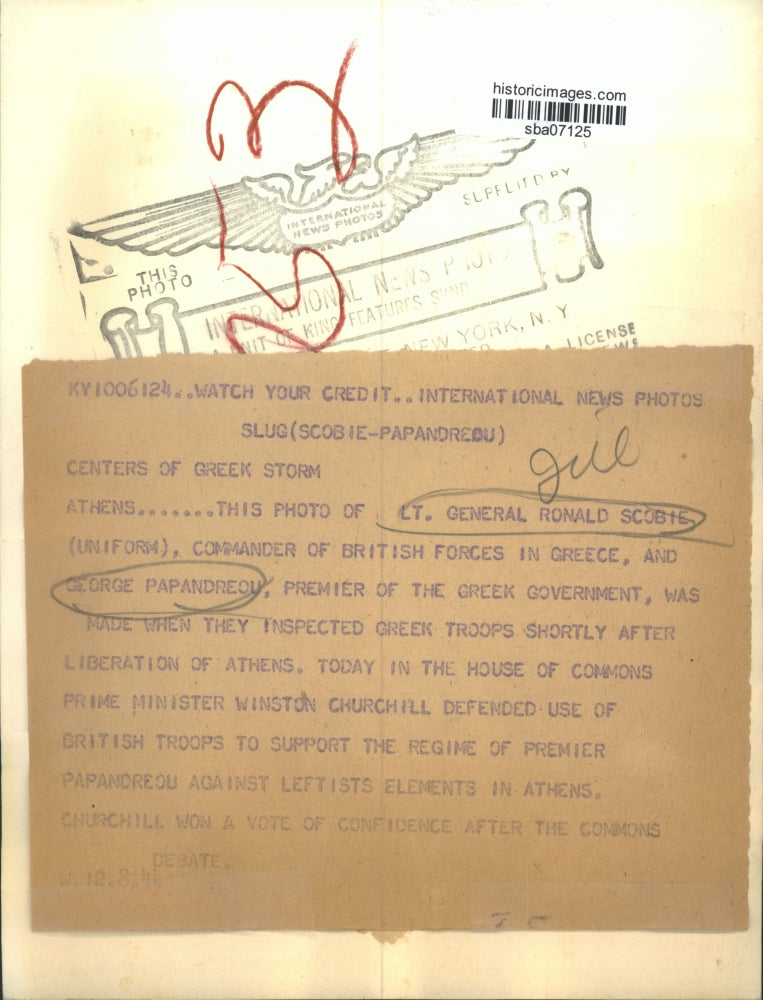 historicimages.com
sba07125
INTERNATIONAL
NEWS PHOTOS
SUPPLIED BY
THIS
PHOTO
INTERNATIONAL NEWS PHOTO
A UNIT OF KING FEATURES SYND
NEW YORK, N. Y.
LICENSE
KY1006124..WATCH YOUR CREDIT.. INTERNATIONAL NEWS PHOTOS
SLUG(SCOBIE-PAPANDREOU)
CENTERS OF GREEK STORM
ATHENS.......THIS PHOTO OF LT. GENERAL RONALD SCOBIE
(UNIFORM), COMMANDER OF BRITISH FORCES IN GREECE, AND
GEORGE PAPANDREOU, PREMIER OF THE GREEK GOVERNMENT, WAS
MADE WHEN THEY INSPECTED GREEK TROOPS SHORTLY AFTER
LIBERATION OF ATHENS. TODAY IN THE HOUSE OF COMMONS
PRIME MINISTER WINSTON CHURCHILL DEFENDED USE OF
BRITISH TROOPS TO SUPPORT THE REGIME OF PREMIER
PAPANDREOU AGAINST LEFTISTS ELEMENTS IN ATHENS.
CHURCHILL WON A VOTE OF CONFIDENCE AFTER THE COMMONS
DEBATE.
12.8.44